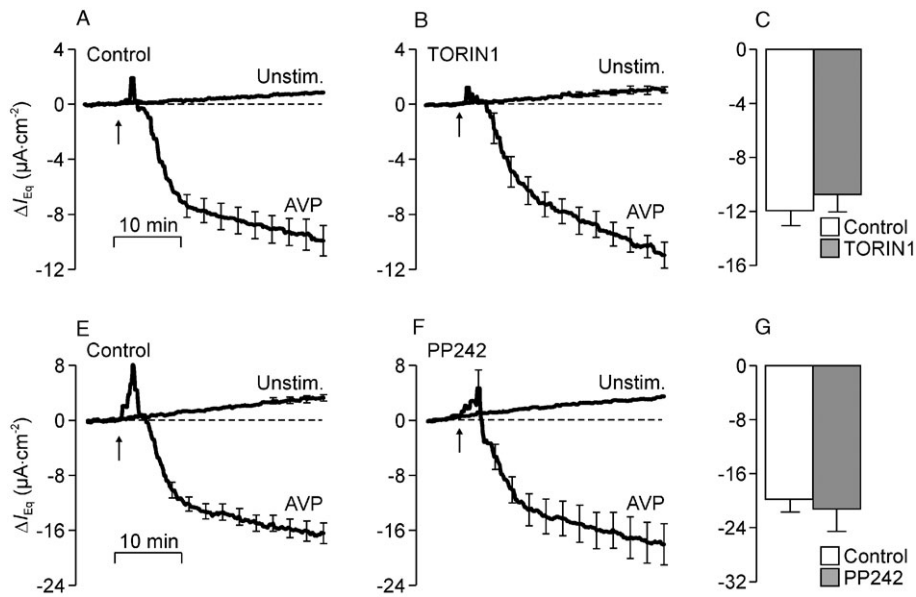 A
B
C
Control
TORIN1
4
0
-4
-8
-12
ΔI_Eq (µA·cm-2)
Unstim.
AVP
10 min
4
0
4
-8
-12
Unstim.
AVP
0
-4
-8
-12
-16
Control
TORIN1
E
F
G
Control
PP242
8
0
-8
-16
-24
ΔI_Eq (µA·cm-2)
Unstim.
AVP
10 min
8
0
8
-16
-24
Unstim.
AVP
0
-8
-16
-24
-32
Control
PP242